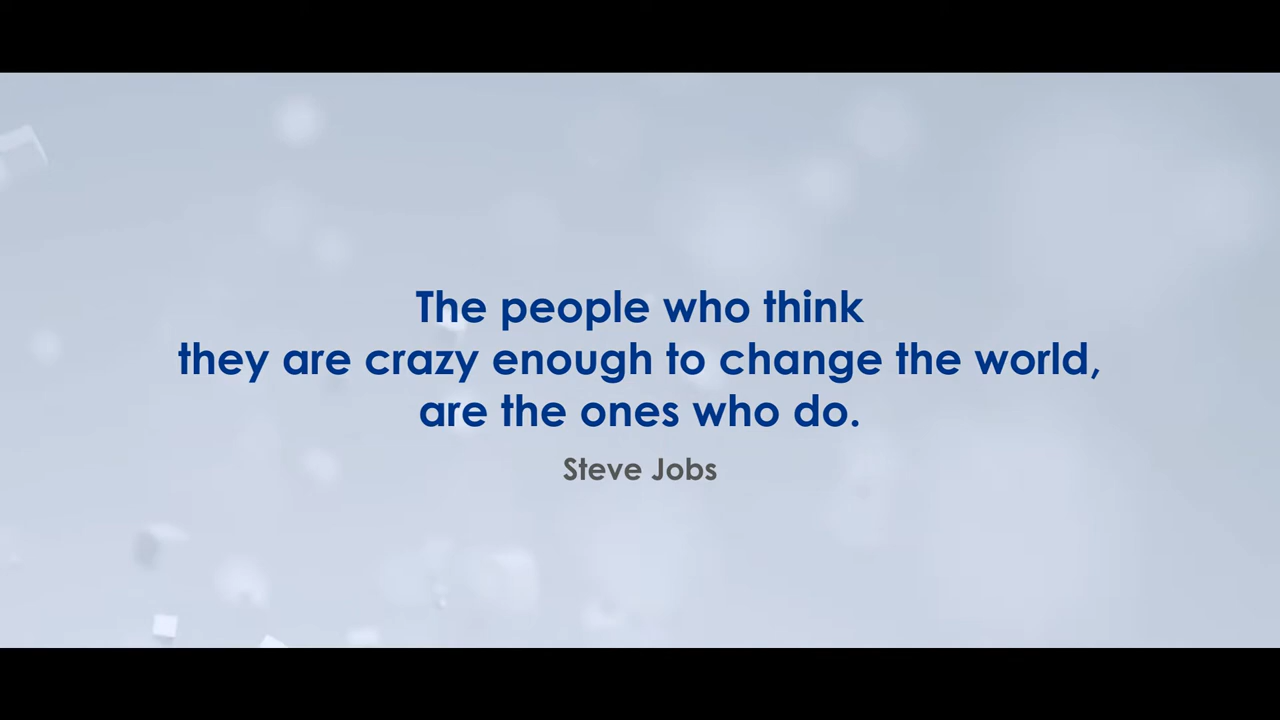 The people who think
they are crazy enough to change the world,
are the ones who do.
Steve Jobs